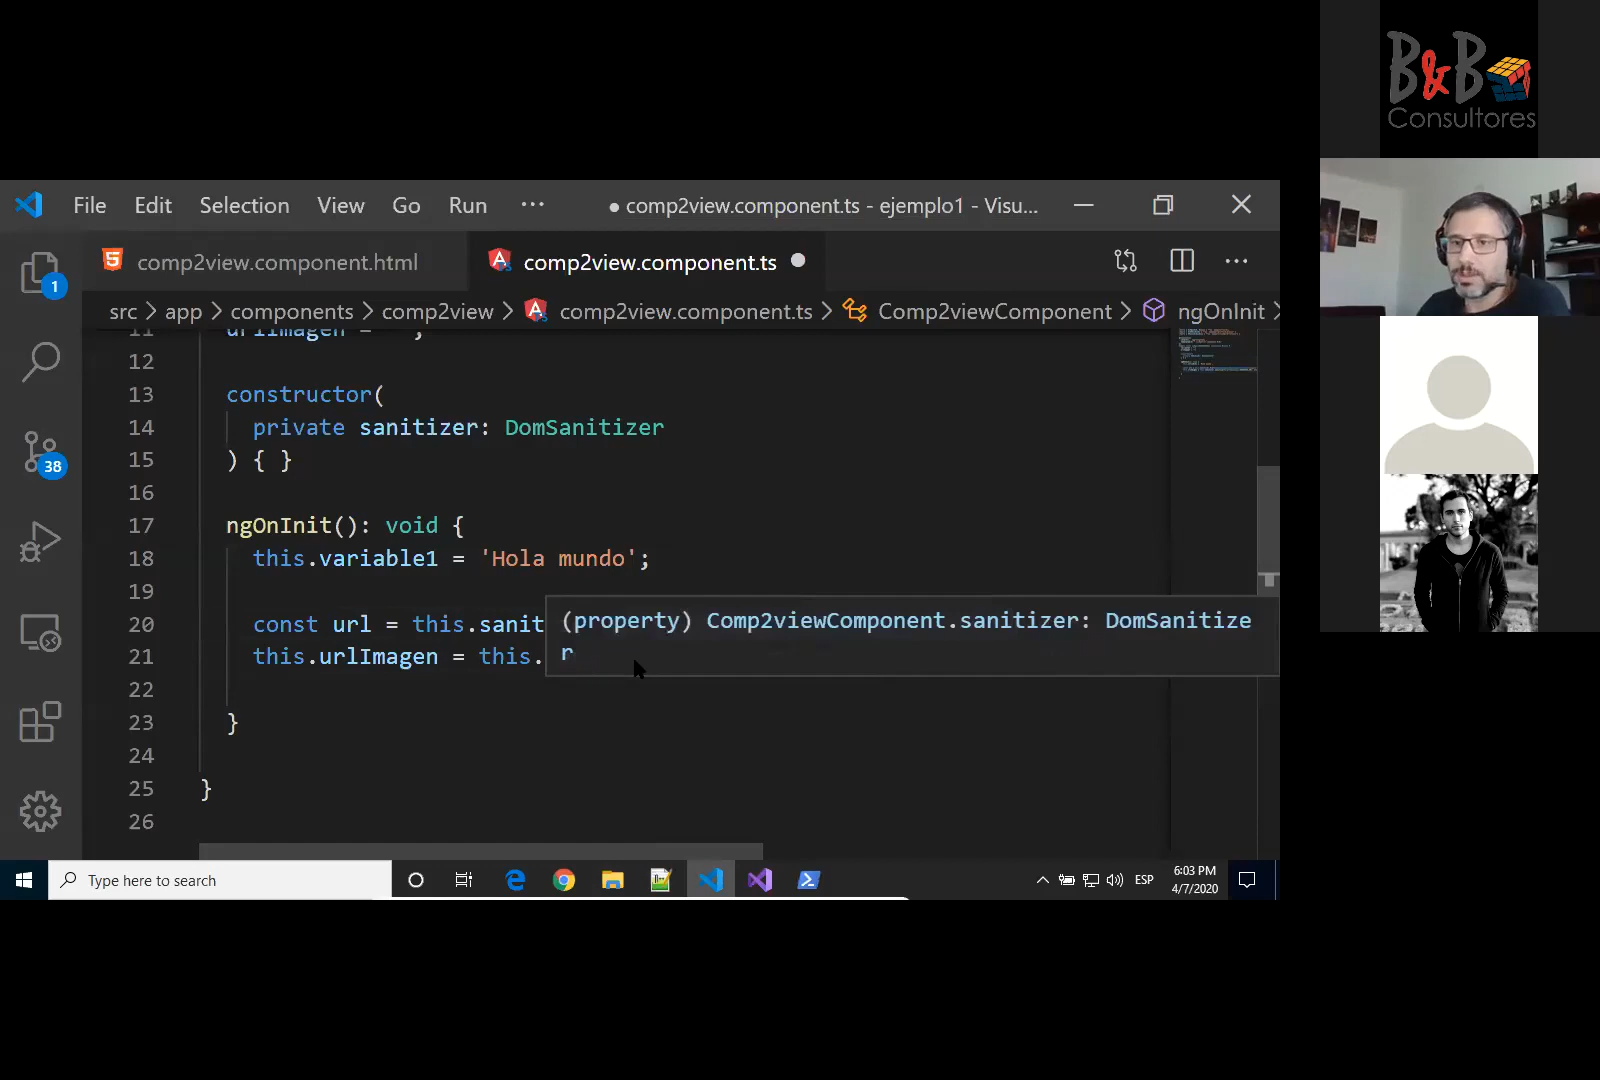 B&B
Consultores
File Edit Selection View Go Run ··· ● comp2view.component.ts - ejemplo1 - Visu...
comp2view.component.html comp2view.component.ts ● ···
src > app > components > comp2view > comp2view.component.ts > Comp2viewComponent > ngOnInit >
11 urlImagen = '';
12
13 constructor(
14 private sanitizer: DomSanitizer
15 ) { }
16
17 ngOnInit(): void {
18 this.variable1 = 'Hola mundo';
19
20 const url = this.sanit
(property) Comp2viewComponent.sanitizer: DomSanitize
r
21 this.urlImagen = this.
22
23 }
24
25 }
26
1
38
Type here to search
ESP
6:03 PM
4/7/2020